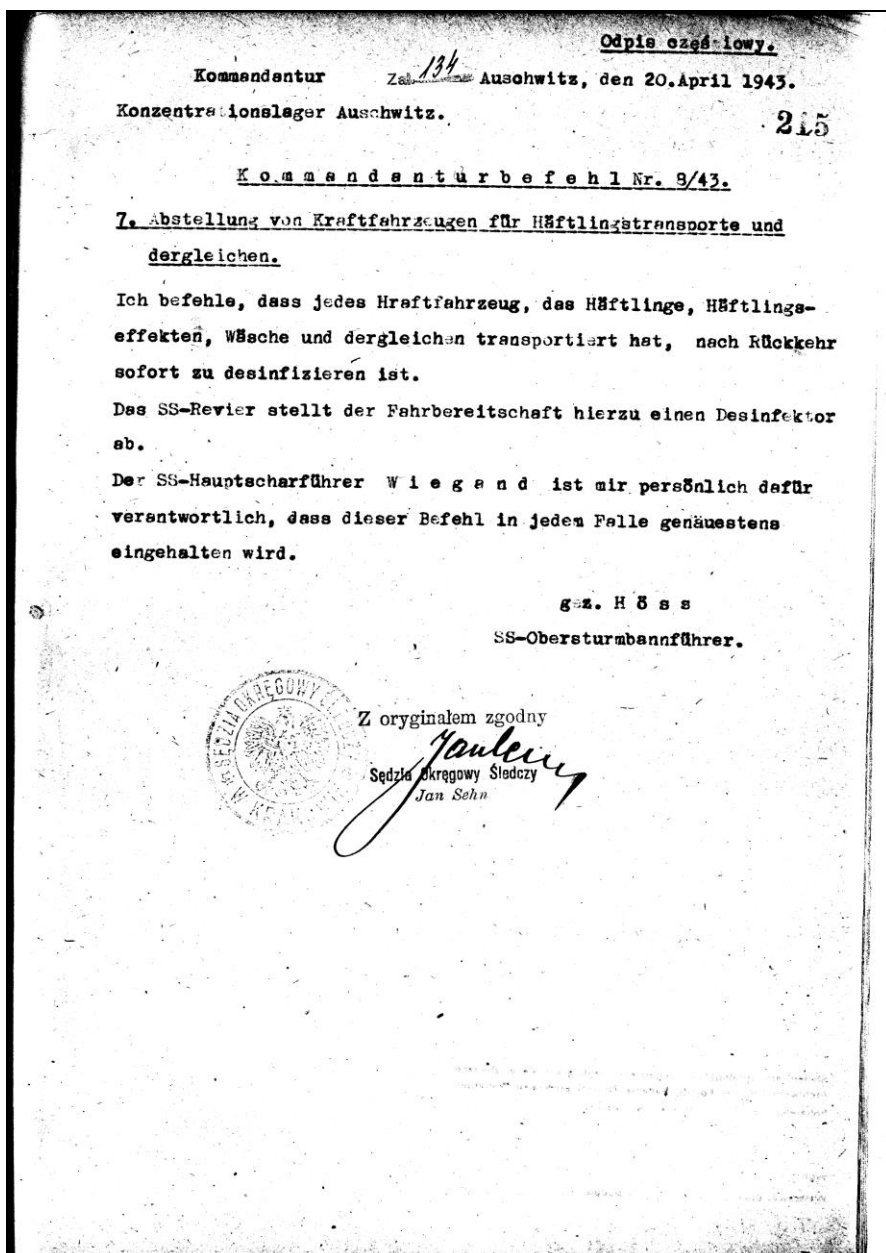 Odpis częściowy.
Kommandantur Zał. 134 Auschwitz, den 20.April 1943.
Konzentrationslager Auschwitz.
215
Kommandanturbefehl Nr. 8/43.
7. Abstellung von Kraftfahrzeugen für Häftlingstransporte und
dergleichen.
Ich befehle, dass jedes Hraftfahrzeug, das Häftlinge, Häftlings-
effekten, Wäsche und dergleichen transportiert hat, nach Rückkehr
sofort zu desinfizieren ist.
Das SS-Revier stellt der Fahrbereitschaft hierzu einen Desinfektor
ab.
Der SS-Hauptscharführer Wiegand ist mir persönlich dafür
verantwortlich, dass dieser Befehl in jedem Falle genäuestens
eingehalten wird.
gez. Höss
SS-Obersturmbannführer.
SĘDZIA OKRĘGOWY
Z oryginałem zgodny
Sędzia Okręgowy Śledczy
Jan Sehn